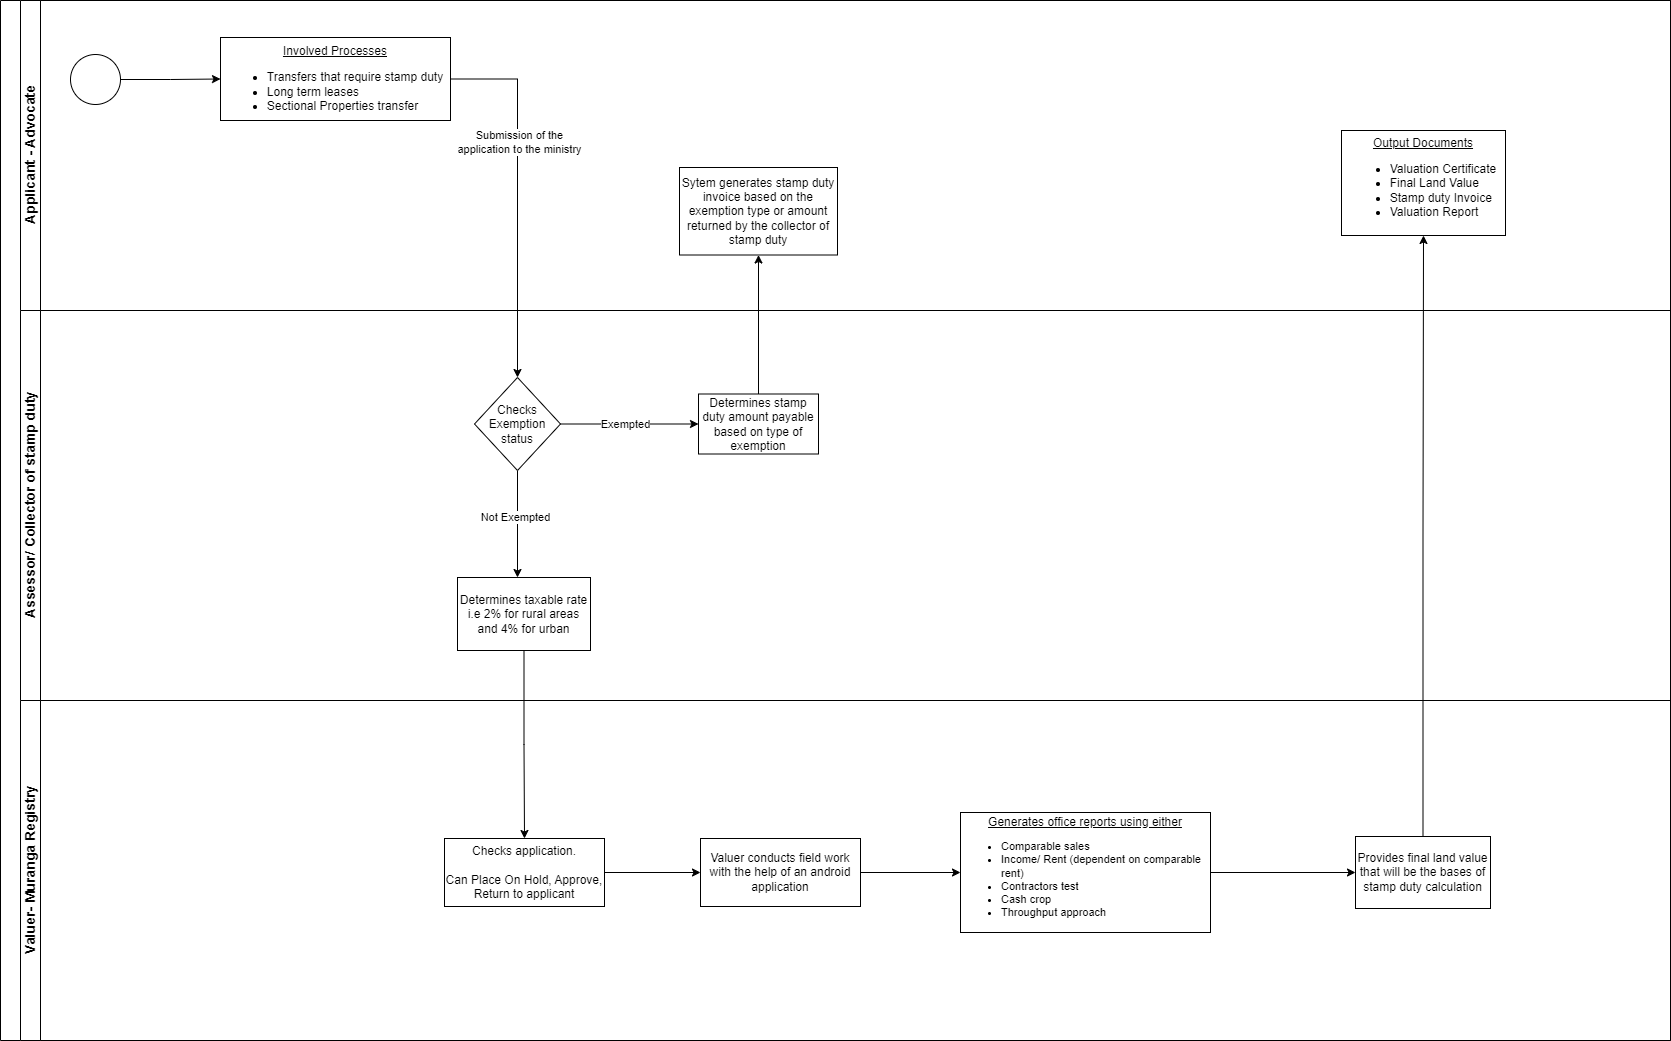 Applicant - Advocate
Involved Processes
Transfers that require stamp duty
Long term leases
Sectional Properties transfer
Submission of the
application to the ministry
Sytem generates stamp duty
invoice based on the
exemption type or amount
returned by the collector of
stamp duty
Output Documents
Valuation Certificate
Final Land Value
Stamp duty Invoice
Valuation Report
Assessor/ Collector of stamp duty
Checks
Exemption
status
Exempted
Determines stamp
duty amount payable
based on type of
exemption
Not Exempted
Determines taxable rate
i.e 2% for rural areas
and 4% for urban
Valuer- Muranga Registry
Checks application.
Can Place On Hold, Approve,
Return to applicant
Valuer conducts field work
with the help of an android
application
Generates office reports using either
Comparable sales
Income/ Rent (dependent on comparable
rent)
Contractors test
Cash crop
Throughput approach
Provides final land value
that will be the bases of
stamp duty calculation